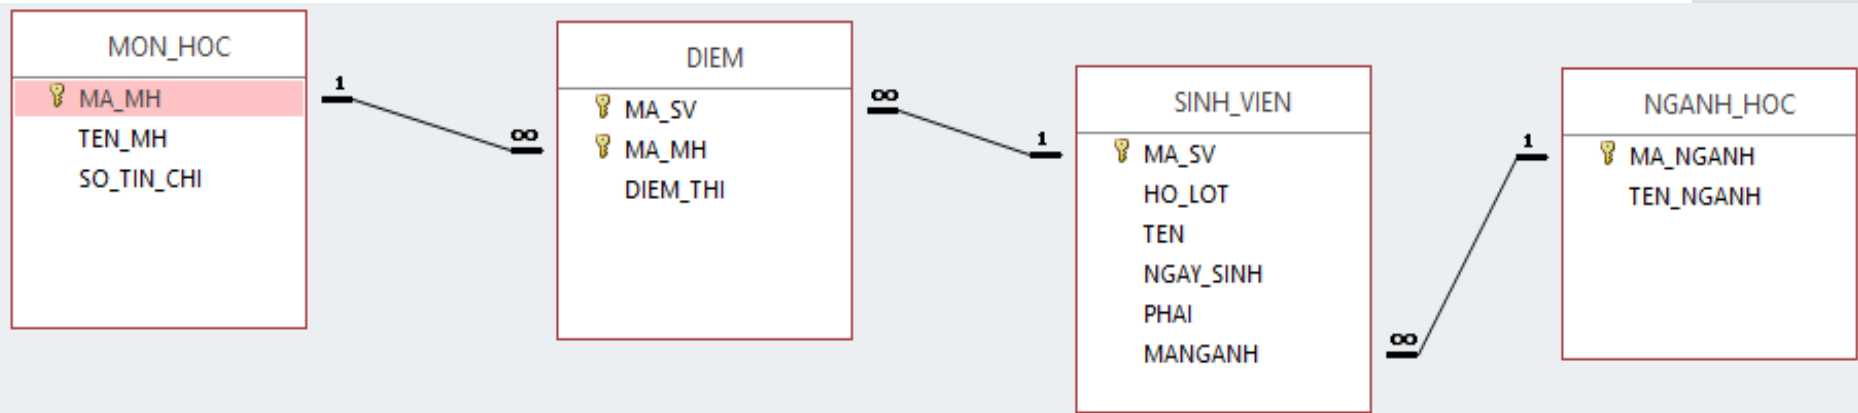 MON_HOC
MA_MH
TEN_MH
SO_TIN_CHI
1
∞
DIEM
MA_SV
MA_MH
DIEM_THI
∞
1
SINH_VIEN
MA_SV
HO_LOT
TEN
NGAY_SINH
PHAI
MANGANH
∞
1
NGANH_HOC
MA_NGANH
TEN_NGANH